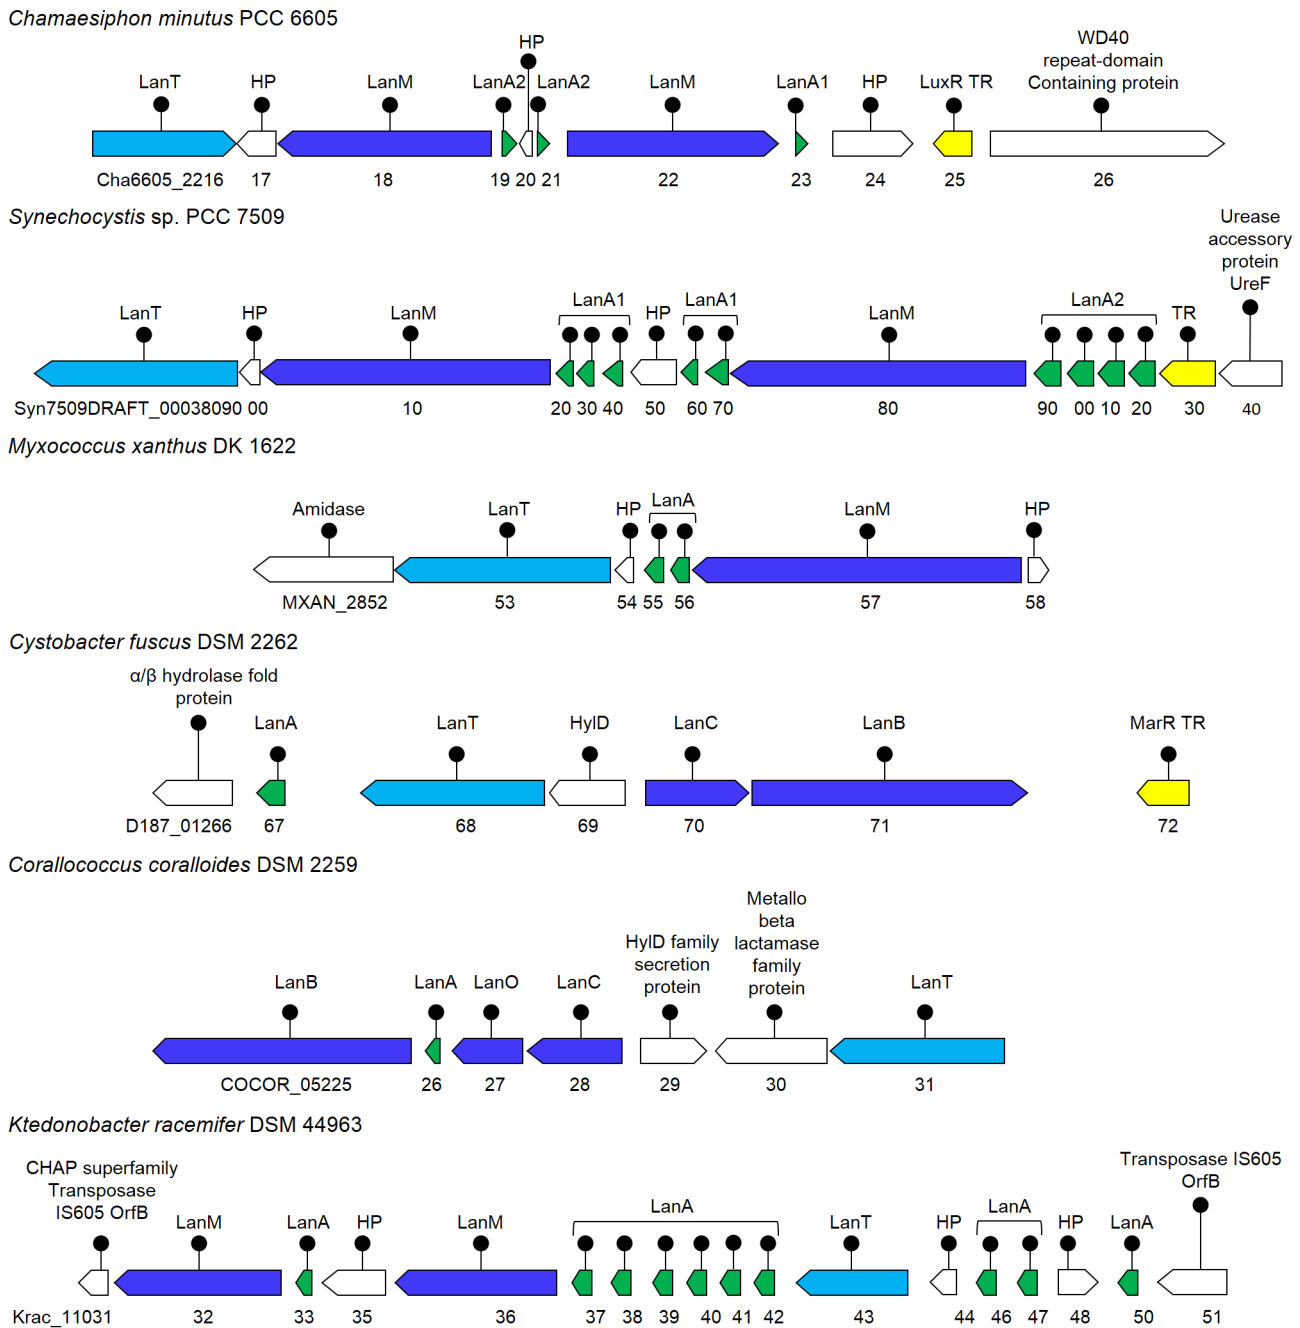 Chamaesiphon minutus PCC 6605
WD40
repeat-domain
Containing protein
HP
LanT HP LanM LanA2 LanA2 LanM LanA1 HP LuxR TR
Cha6605_2216 17 18 19 20 21 22 23 24 25 26
Synechocystis sp. PCC 7509
Urease
accessory
protein
UreF
LanT HP LanM LanA1 HP LanA1 LanM LanA2 TR
Syn7509DRAFT_00038090 00 10 20 30 40 50 60 70 80 90 00 10 20 30 40
Myxococcus xanthus DK 1622
Amidase LanT HP LanA LanM HP
MXAN_2852 53 54 55 56 57 58
Cystobacter fuscus DSM 2262
α/β hydrolase fold
protein
LanA LanT HylD LanC LanB MarR TR
D187_01266 67 68 69 70 71 72
Corallococcus coralloides DSM 2259
Metallo
beta
lactamase
family
protein
HylD family
secretion
protein
LanB LanA LanO LanC LanT
COCOR_05225 26 27 28 29 30 31
Ktedonobacter racemifer DSM 44963
CHAP superfamily
Transposase
IS605 OrfB
Transposase IS605
OrfB
LanM LanA HP LanM LanA LanT HP LanA HP LanA
Krac_11031 32 33 35 36 37 38 39 40 41 42 43 44 46 47 48 50 51